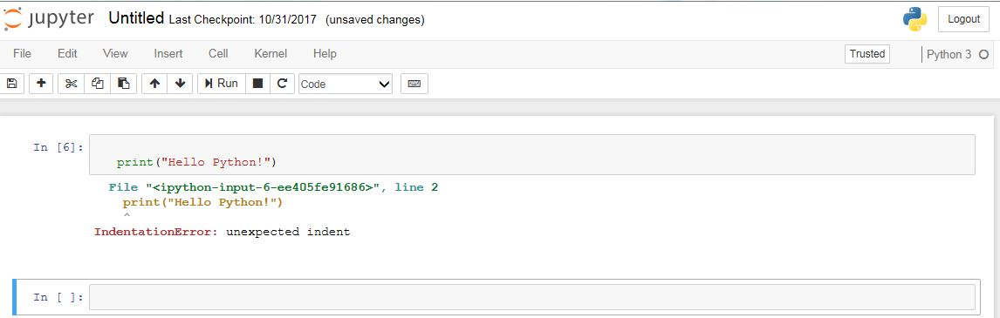 jupyter Untitled Last Checkpoint: 10/31/2017 (unsaved changes) Logout
File Edit View Insert Cell Kernel Help Trusted Python 3
Run Code
In [6]:
print("Hello Python!")
File "<ipython-input-6-ee405fe91686>", line 2
print("Hello Python!")
^
IndentationError: unexpected indent
In [ ]: